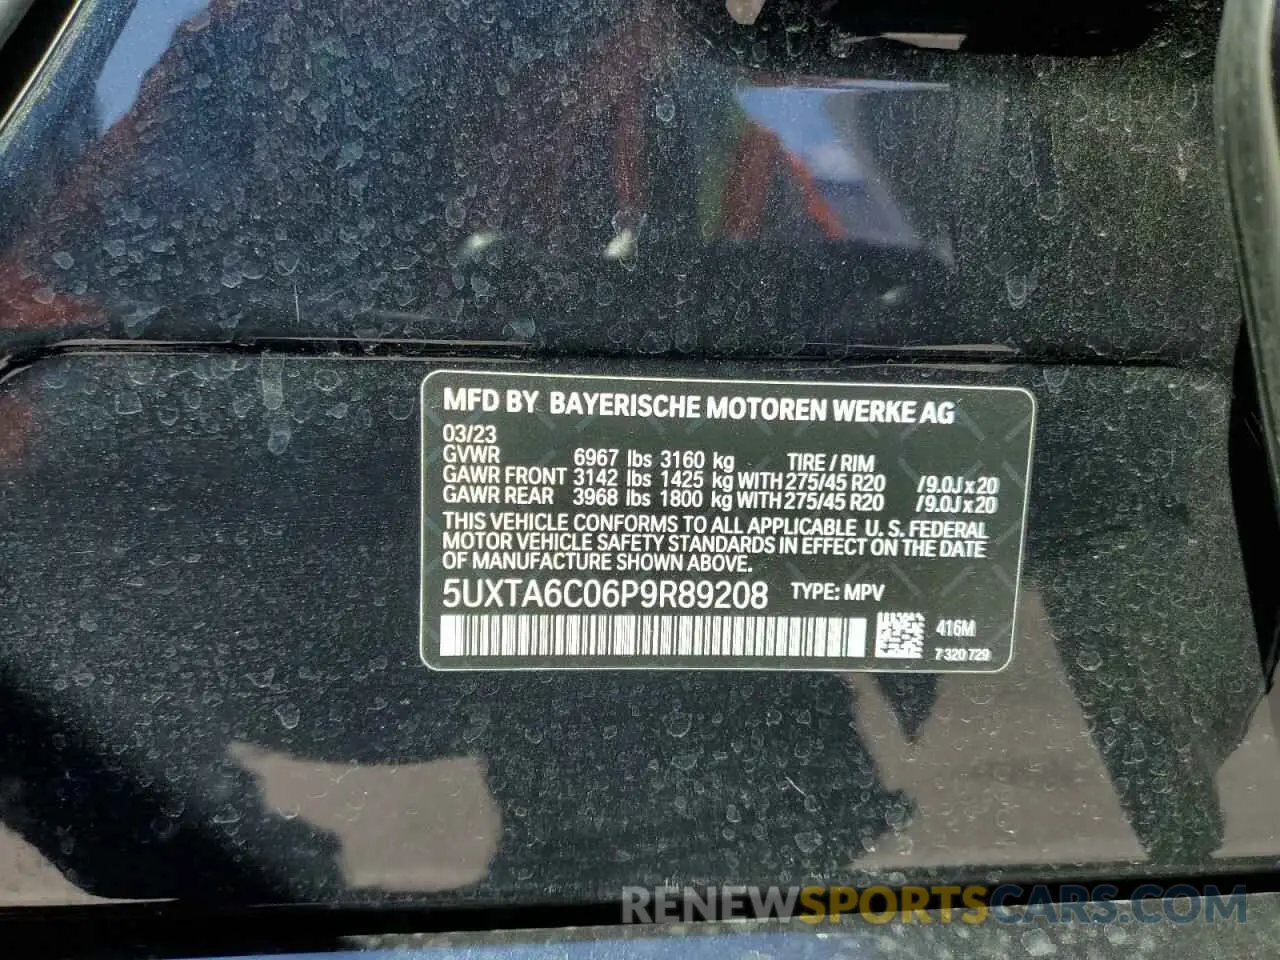 MFD BY BAYERISCHE MOTOREN WERKE AG
03/23
GVWR 6967 lbs 3160 kg TIRE / RIM
GAWR FRONT 3142 lbs 1425 kg WITH 275/45 R20 /9.0J x 20
GAWR REAR 3968 lbs 1800 kg WITH 275/45 R20 /9.0J x 20
THIS VEHICLE CONFORMS TO ALL APPLICABLE U. S. FEDERAL
MOTOR VEHICLE SAFETY STANDARDS IN EFFECT ON THE DATE
OF MANUFACTURE SHOWN ABOVE.
5UXTA6C06P9R89208 TYPE: MPV
416M
7 320 729
RENEWSPORTSCARS.COM